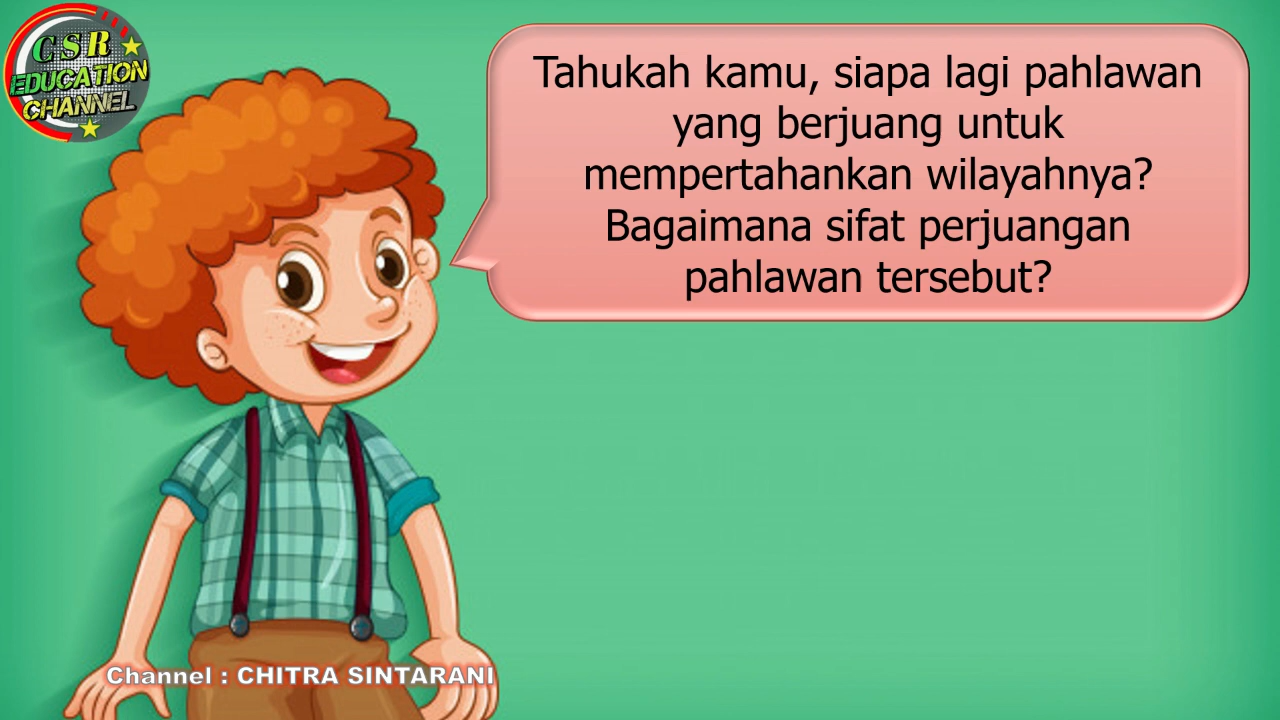 CSR
EDUCATION
CHANNEL
Tahukah kamu, siapa lagi pahlawan
yang berjuang untuk
mempertahankan wilayahnya?
Bagaimana sifat perjuangan
pahlawan tersebut?
Channel : CHITRA SINTARANI